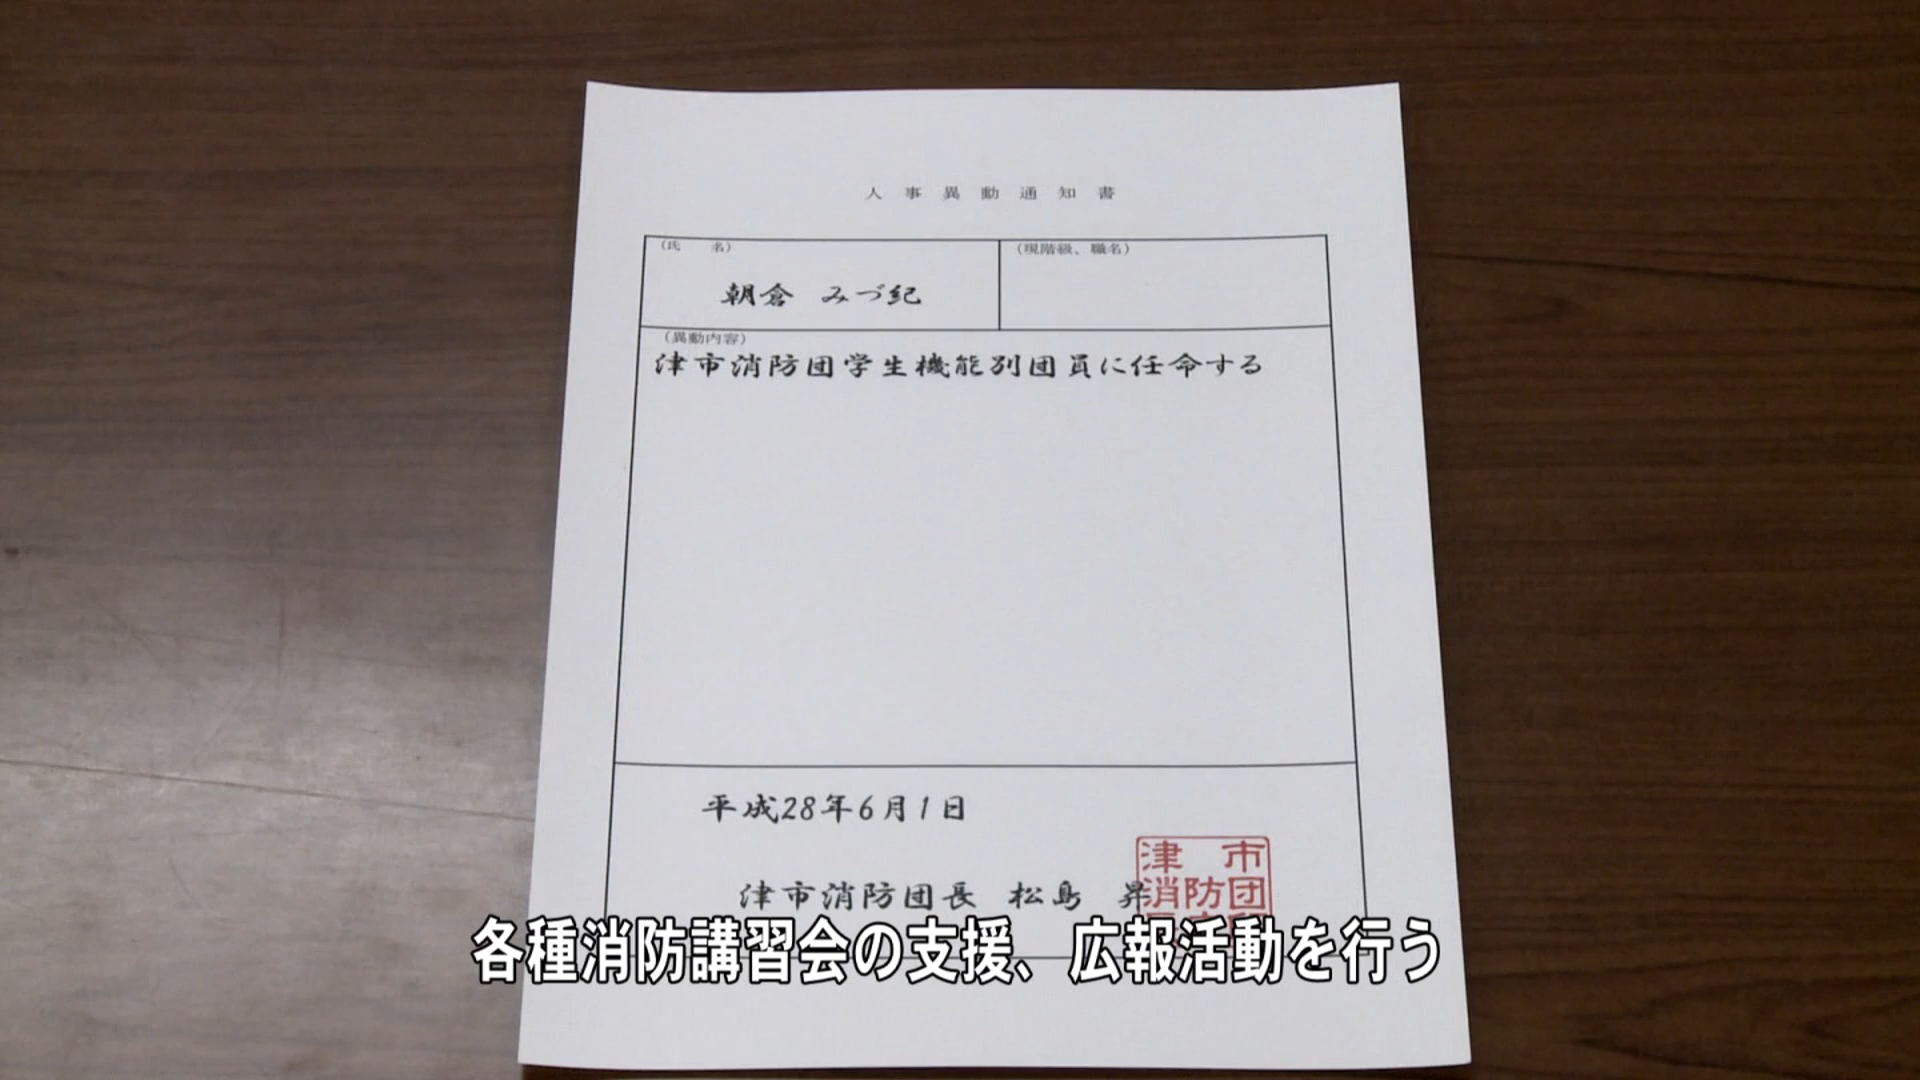 人事異動通知書
(氏　名)
朝倉　みづ紀
(現階級、職名)
(異動内容)
津市消防団学生機能別団員に任命する
平成28年6月1日
津市消防団長　松島　昇
津市
消防団
各種消防講習会の支援、広報活動を行う